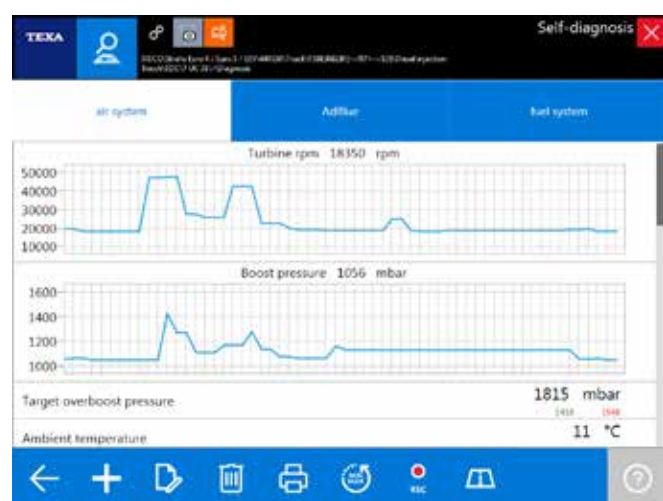 TEXA
Self-diagnosis
air system
AdBlue
fuel system
Turbine rpm 18350 rpm
50000
40000
30000
20000
10000
Boost pressure 1056 mbar
1600
1400
1200
1000
Target overboost pressure
1815 mbar
Ambient temperature
11 °C
REC